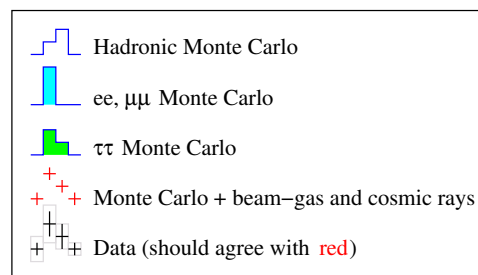 Hadronic Monte Carlo
ee, μμ Monte Carlo
ττ Monte Carlo
Monte Carlo + beam−gas and cosmic rays
Data (should agree with red)